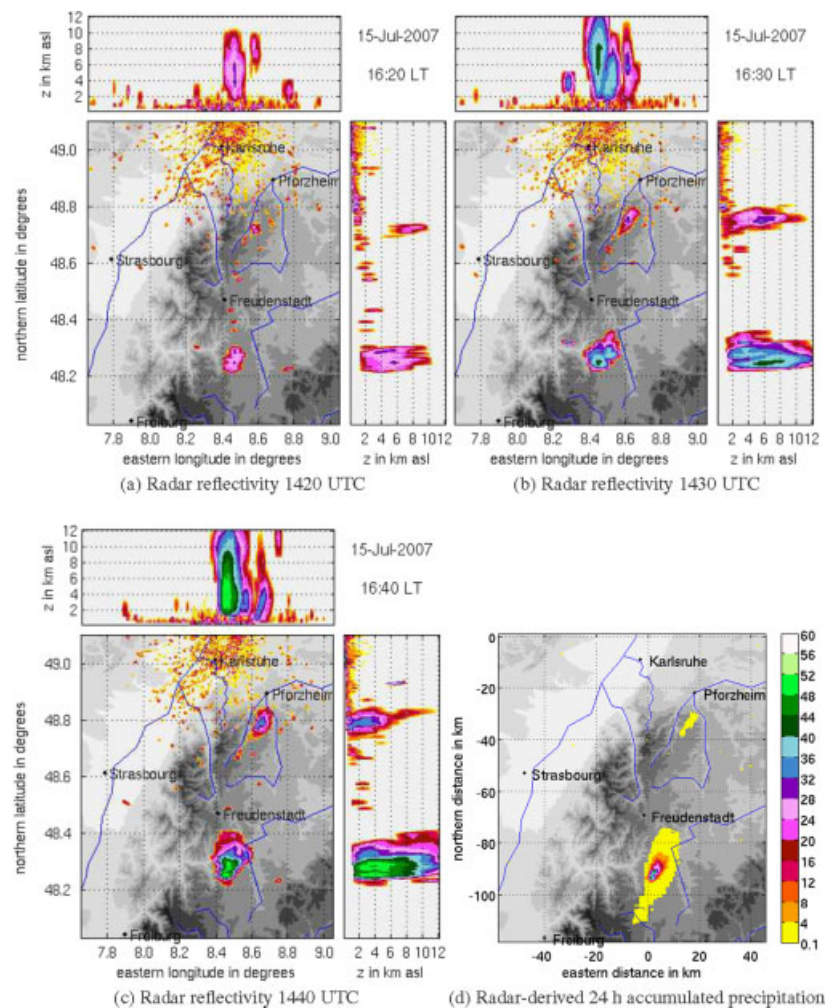 12
10
8
6
4
2
z in km asl
15-Jul-2007
16:20 LT
49.0
48.8
48.6
48.4
48.2
northern latitude in degrees
Karlsruhe
Pforzheim
Strasbourg
Freudenstadt
Freiburg
7.8 8.0 8.2 8.4 8.6 8.8 9.0
eastern longitude in degrees
2 4 6 8 10 12
z in km asl
(a) Radar reflectivity 1420 UTC
12
10
8
6
4
2
z in km asl
15-Jul-2007
16:30 LT
49.0
48.8
48.6
48.4
48.2
northern latitude in degrees
Karlsruhe
Pforzheim
Strasbourg
Freudenstadt
Freiburg
7.8 8.0 8.2 8.4 8.6 8.8 9.0
eastern longitude in degrees
2 4 6 8 10 12
z in km asl
(b) Radar reflectivity 1430 UTC
12
10
8
6
4
2
z in km asl
15-Jul-2007
16:40 LT
49.0
48.8
48.6
48.4
48.2
northern latitude in degrees
Karlsruhe
Pforzheim
Strasbourg
Freudenstadt
Freiburg
7.8 8.0 8.2 8.4 8.6 8.8 9.0
eastern longitude in degrees
2 4 6 8 10 12
z in km asl
(c) Radar reflectivity 1440 UTC
0
-20
-40
-60
-80
-100
northern distance in km
Karlsruhe
Pforzheim
Strasbourg
Freudenstadt
Freiburg
-40 -20 0 20 40
eastern distance in km
60
56
52
48
44
40
36
32
28
24
20
16
12
8
4
0.1
(d) Radar-derived 24 h accumulated precipitation